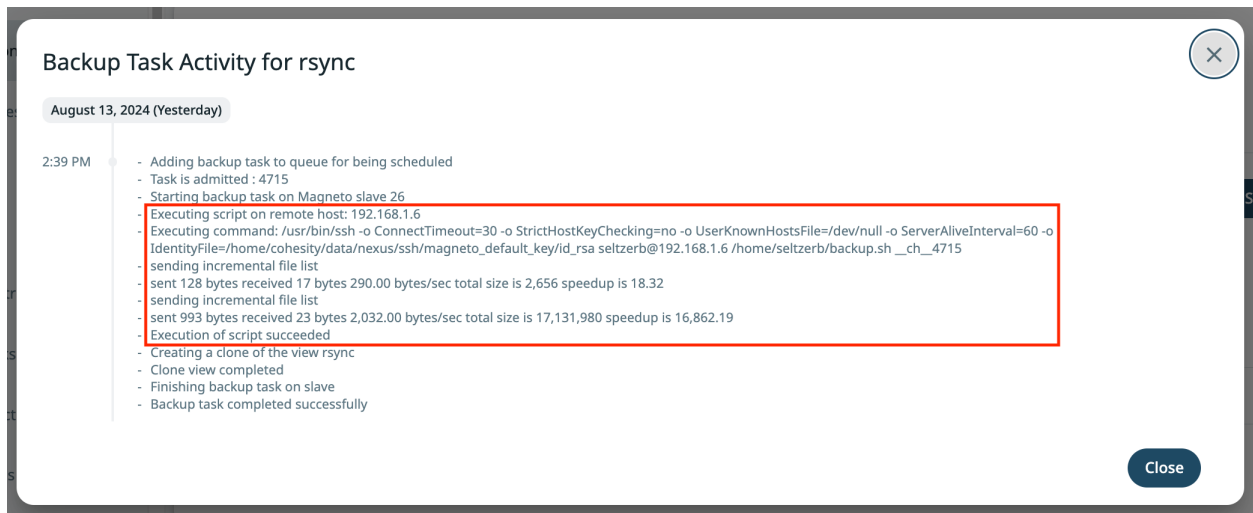 Backup Task Activity for rsync
August 13, 2024 (Yesterday)
2:39 PM
- Adding backup task to queue for being scheduled
- Task is admitted : 4715
- Starting backup task on Magneto slave 26
- Executing script on remote host: 192.168.1.6
- Executing command: /usr/bin/ssh -o ConnectTimeout=30 -o StrictHostKeyChecking=no -o UserKnownHostsFile=/dev/null -o ServerAliveInterval=60 -o
IdentityFile=/home/cohesity/data/nexus/ssh/magneto_default_key/id_rsa seltzerb@192.168.1.6 /home/seltzerb/backup.sh __ch__4715
- sending incremental file list
- sent 128 bytes received 17 bytes 290.00 bytes/sec total size is 2,656 speedup is 18.32
- sending incremental file list
- sent 993 bytes received 23 bytes 2,032.00 bytes/sec total size is 17,131,980 speedup is 16,862.19
- Execution of script succeeded
- Creating a clone of the view rsync
- Clone view completed
- Finishing backup task on slave
- Backup task completed successfully
Close